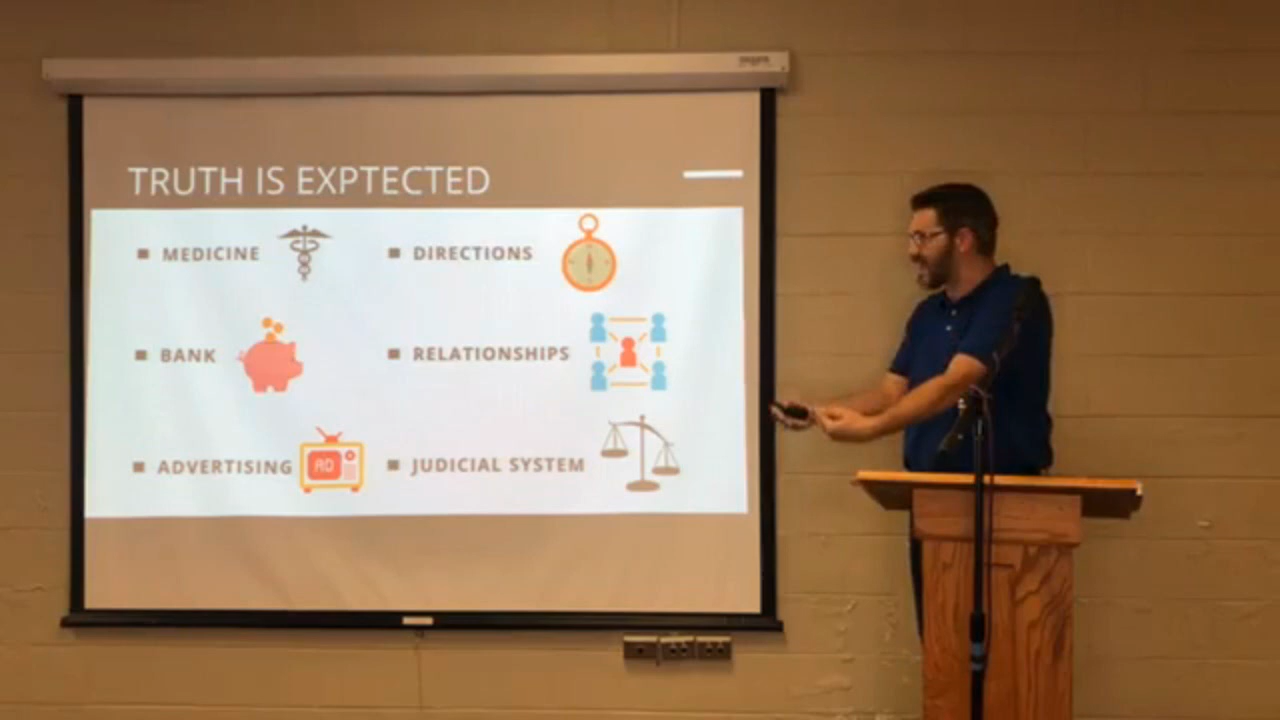 TRUTH IS EXPTECTED
MEDICINE
DIRECTIONS
BANK
RELATIONSHIPS
AD
ADVERTISING
JUDICIAL SYSTEM